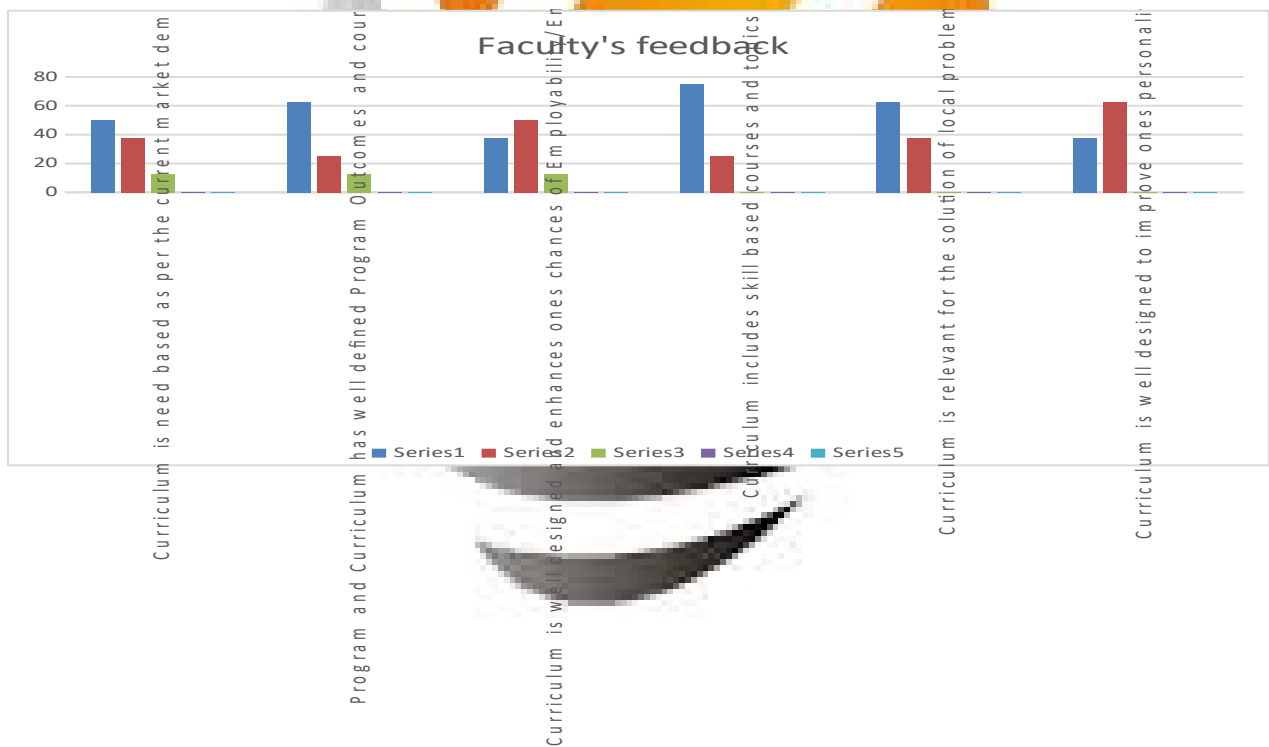 Faculty's feedback
80
60
40
20
0
Curriculum is need based as per the current market dem
Program and Curriculum has well defined Program Outcomes and cour
Curriculum is well designed and enhances ones chances of Employability/En
Curriculum includes skill based courses and topics
Curriculum is relevant for the solution of local problem
Curriculum is well designed to improve ones personali
Series1 Series2 Series3 Series4 Series5